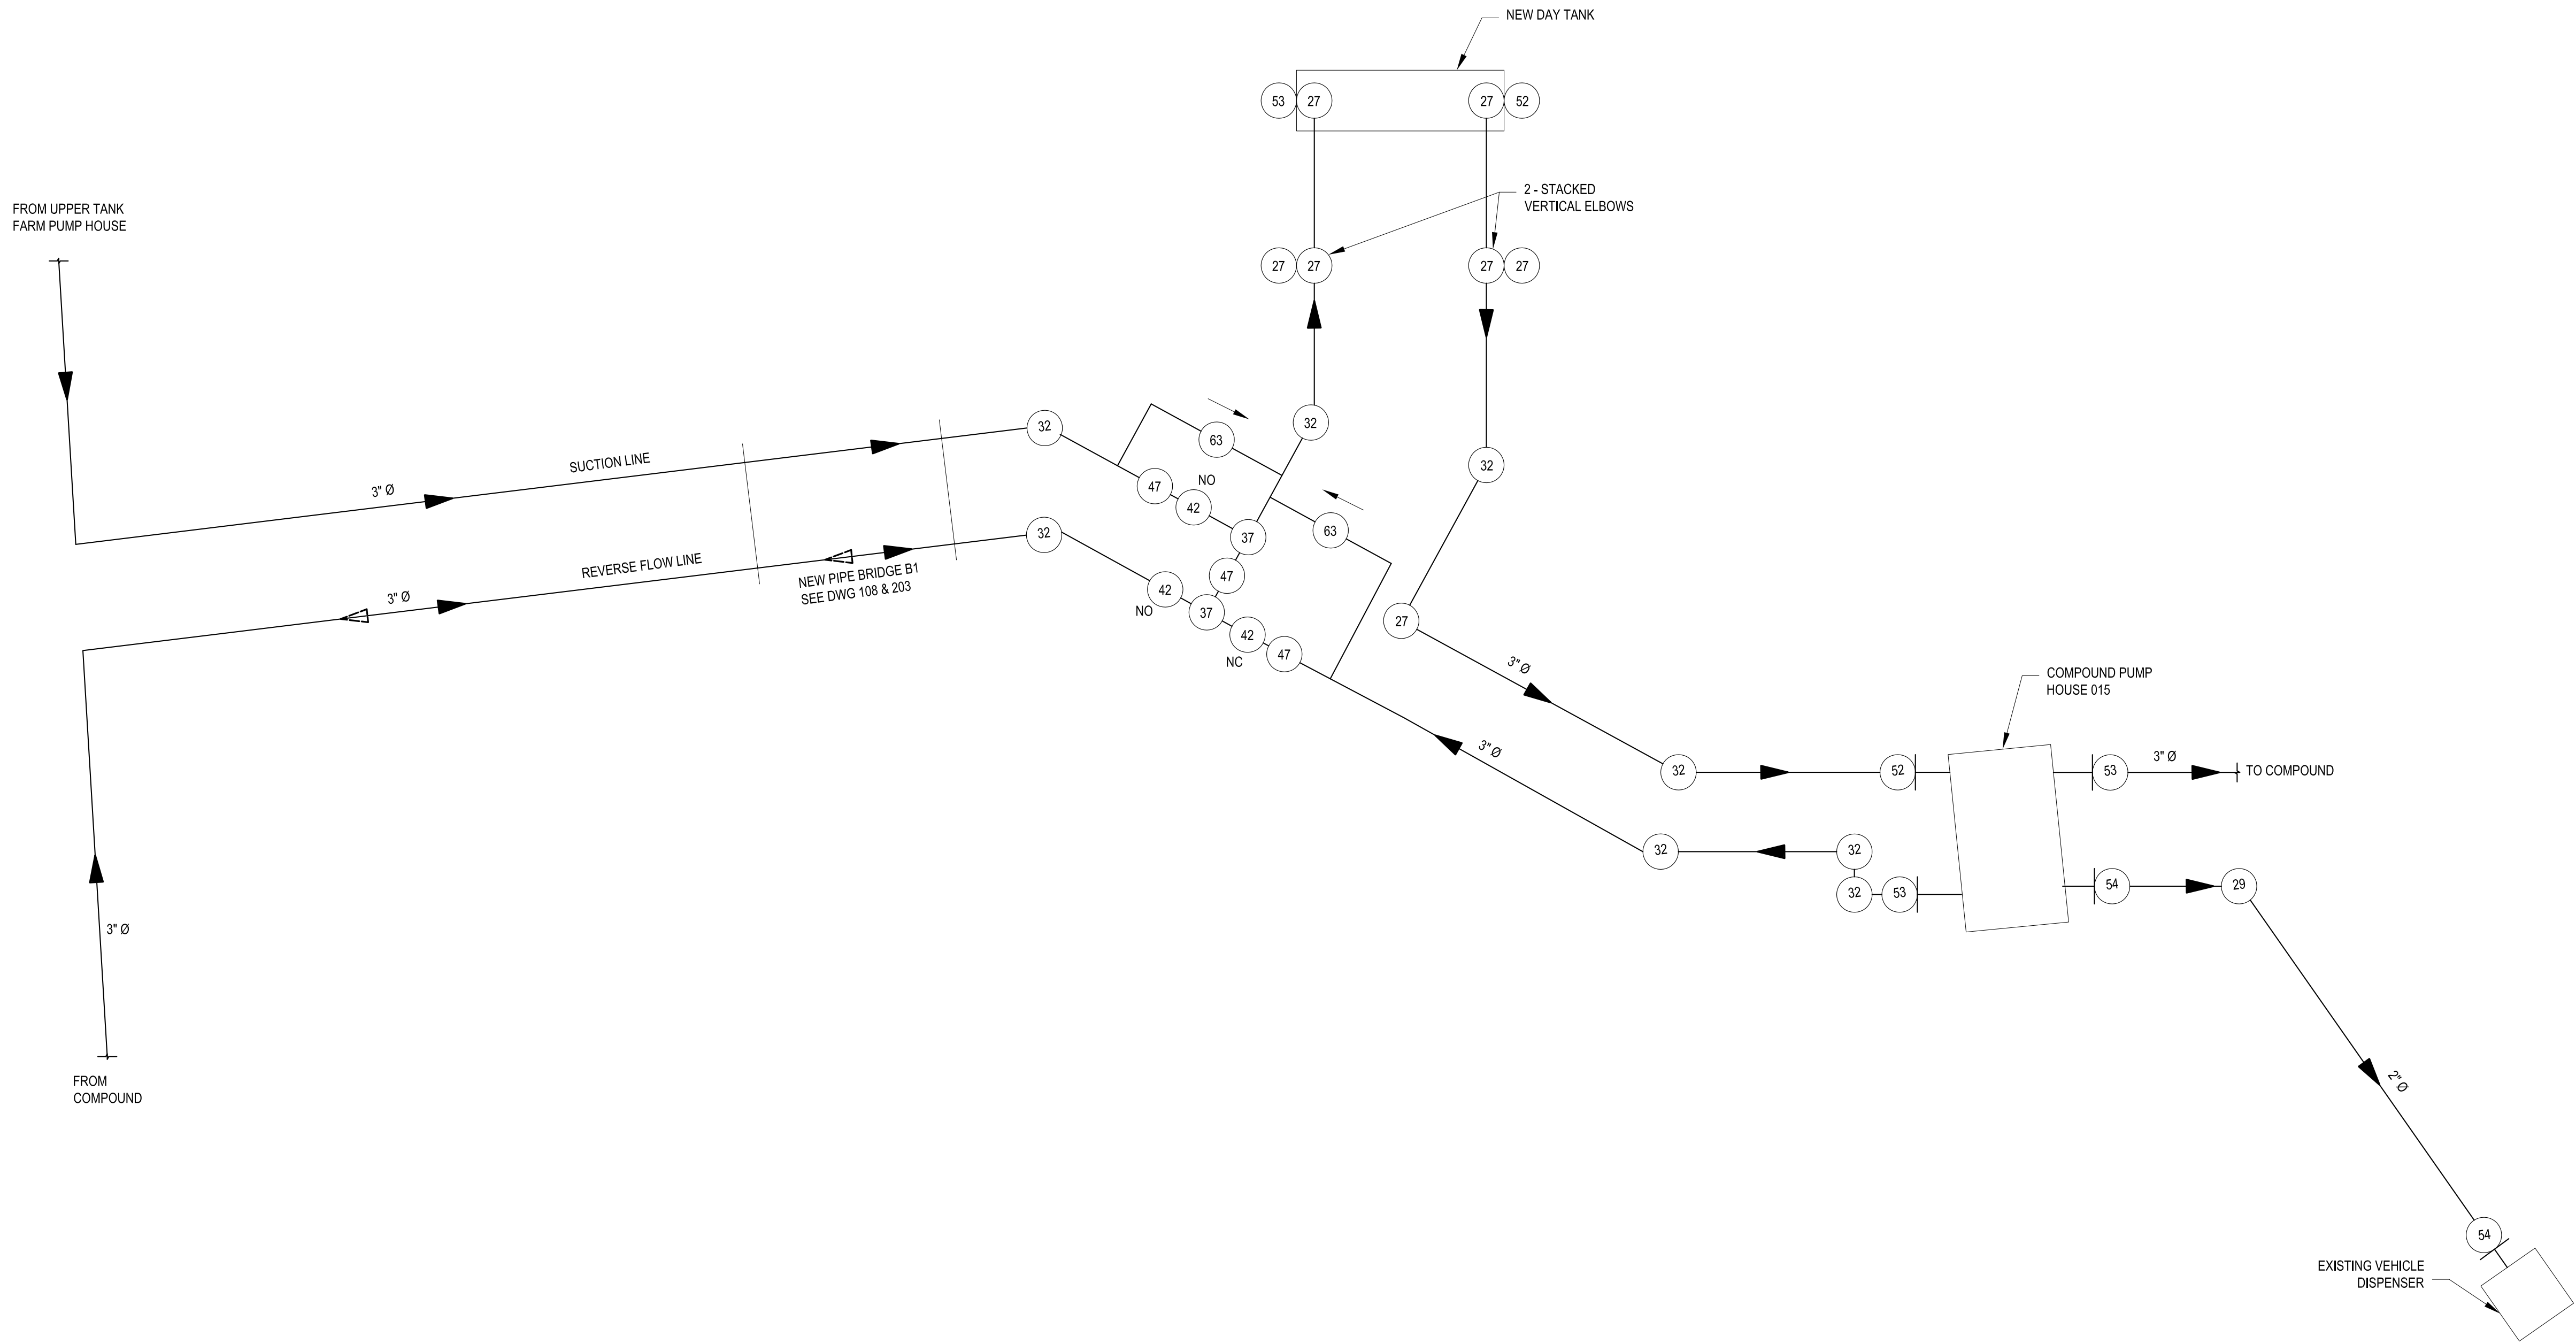 NEW DAY TANK
53 27 27 52
2 - STACKED
VERTICAL ELBOWS
FROM UPPER TANK
FARM PUMP HOUSE
27 27 27 27
32
32
63
SUCTION LINE
32
3" Ø
47
NO
42
63
32
37
REVERSE FLOW LINE
47
NEW PIPE BRIDGE B1
SEE DWG 108 & 203
3" Ø
42
NO
37
27
42
NC
47
3" Ø
COMPOUND PUMP
HOUSE 015
3" Ø
32
52
53
3" Ø
TO COMPOUND
32
32
32
53
54
29
3" Ø
FROM
COMPOUND
2" Ø
54
EXISTING VEHICLE
DISPENSER